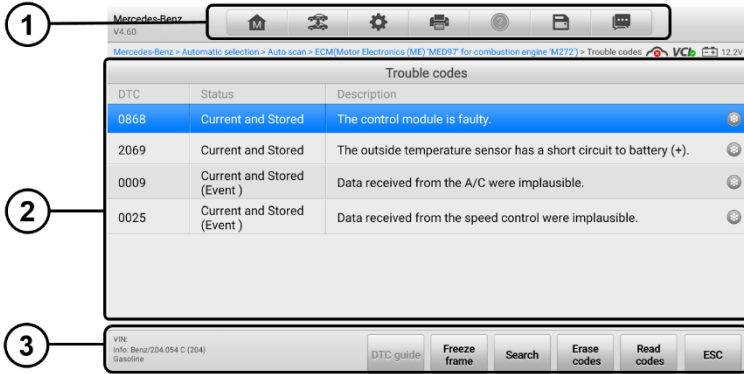 1
Mercedes-Benz
V4.60
M
?
Mercedes-Benz > Automatic selection > Auto scan > ECM(Motor Electronics (ME) 'MED97' for combustion engine 'M272') > Trouble codes VCI 12.2V
Trouble codes
DTC Status Description
0868 Current and Stored The control module is faulty.
2069 Current and Stored The outside temperature sensor has a short circuit to battery (+).
0009 Current and Stored (Event ) Data received from the A/C were implausible.
2
0025 Current and Stored (Event ) Data received from the speed control were implausible.
3
VIN:
Info: Benz/204.054 C (204)
Gasoline
DTC guide
Freeze frame
Search
Erase codes
Read codes
ESC